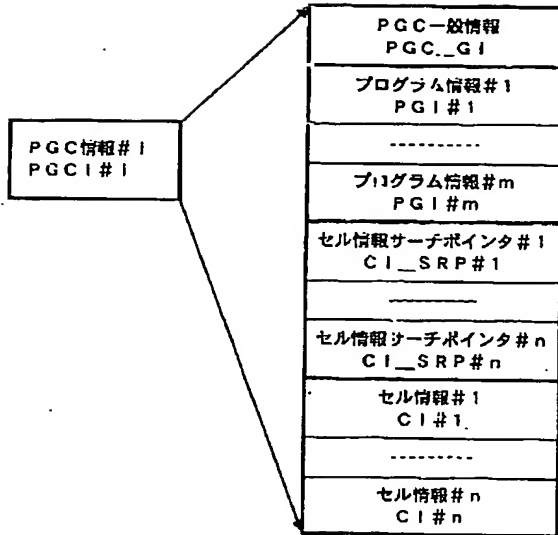 PGC情報#i
PGCI#i
PGC一般情報
PGC_GI
プログラム情報#1
PGI#1
プログラム情報#m
PGI#m
セル情報サーチポインタ#1
CI_SRP#1
セル情報サーチポインタ#n
CI_SRP#n
セル情報#1
CI#1
セル情報#n
CI#n